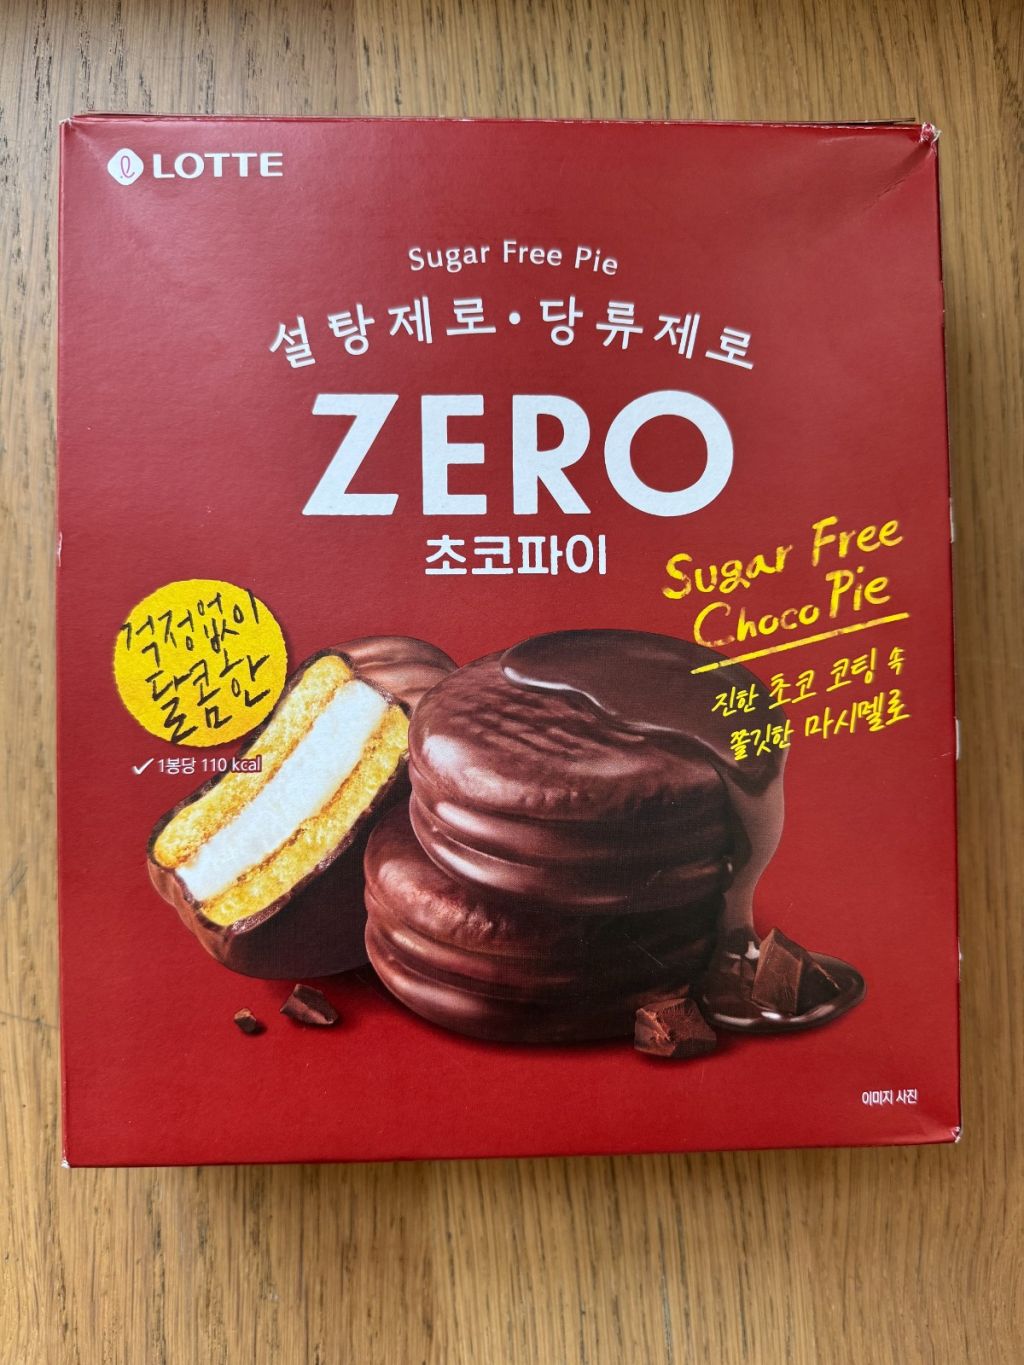 LOTTE
Sugar Free Pie
설탕제로·당류제로
ZERO
초코파이
Sugar Free
Choco Pie
진한 초코 코팅 속
쫄깃한 마시멜로
걱정없이
달콤한
1봉당 110 kcal
이미지 사진